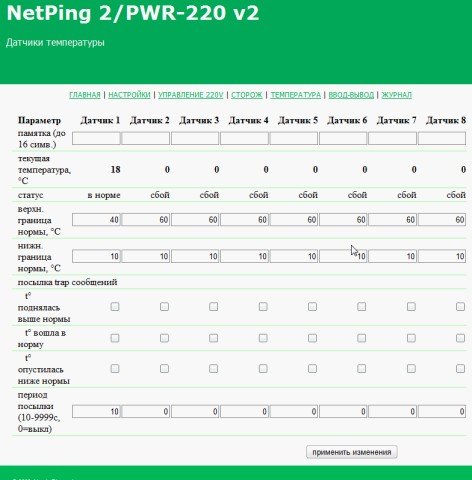 NetPing 2/PWR-220 v2
Датчики температуры
ГЛАВНАЯ | НАСТРОЙКИ | УПРАВЛЕНИЕ 220V | СТОРОЖ | ТЕМПЕРАТУРА | ВВОД-ВЫВОД | ЖУРНАЛ
Параметр Датчик 1 Датчик 2 Датчик 3 Датчик 4 Датчик 5 Датчик 6 Датчик 7 Датчик 8
памятка (до
16 симв.)
текущая
температура, 18 0 0 0 0 0 0 0
°C
статус в норме сбой сбой сбой сбой сбой сбой сбой
верхн.
граница 40 60 60 60 60 60 60 60
нормы, °C
нижн.
граница 10 10 10 10 10 10 10 10
нормы, °C
посылка trap сообщений
t°
поднялась
выше нормы
t° вошла в
норму
t°
опустилась
ниже нормы
период
посылки 10 0 0 0 0 0 0 0
(10-9999с,
0=выкл)
применить изменения